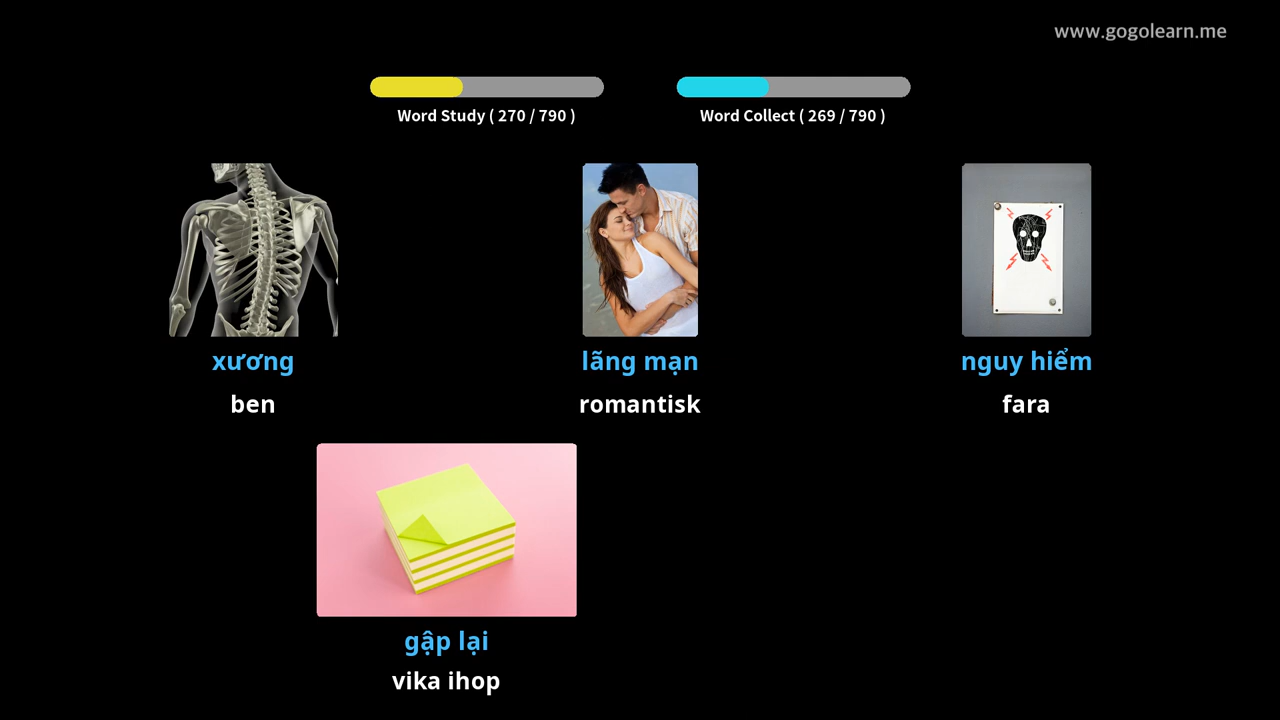 www.gogolearn.me
Word Study ( 270 / 790 )
Word Collect ( 269 / 790 )
xương
lãng mạn
nguy hiểm
ben
romantisk
fara
gập lại
vika ihop